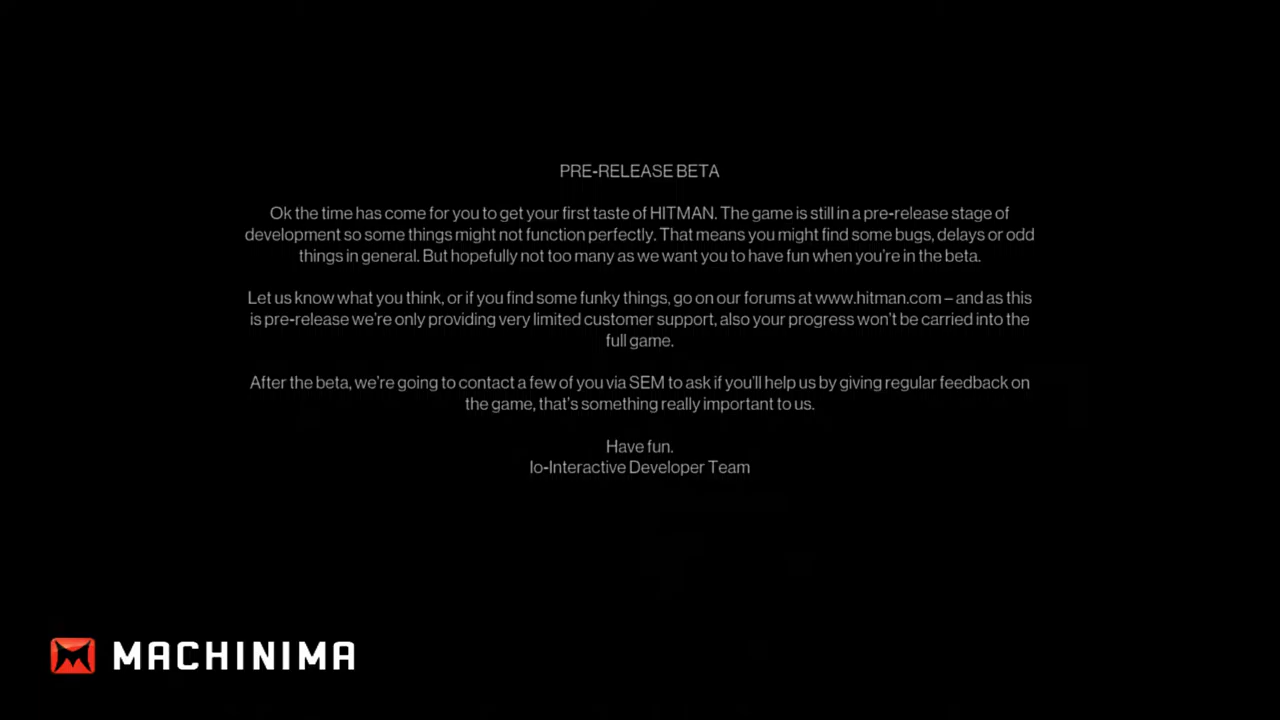 PRE-RELEASE BETA
Ok the time has come for you to get your first taste of HITMAN. The game is still in a pre-release stage of
development so some things might not function perfectly. That means you might find some bugs, delays or odd
things in general. But hopefully not too many as we want you to have fun when you're in the beta.
Let us know what you think, or if you find some funky things, go on our forums at www.hitman.com – and as this
is pre-release we're only providing very limited customer support, also your progress won't be carried into the
full game.
After the beta, we're going to contact a few of you via SEM to ask if you'll help us by giving regular feedback on
the game, that's something really important to us.
Have fun.
Io-Interactive Developer Team
MACHINIMA